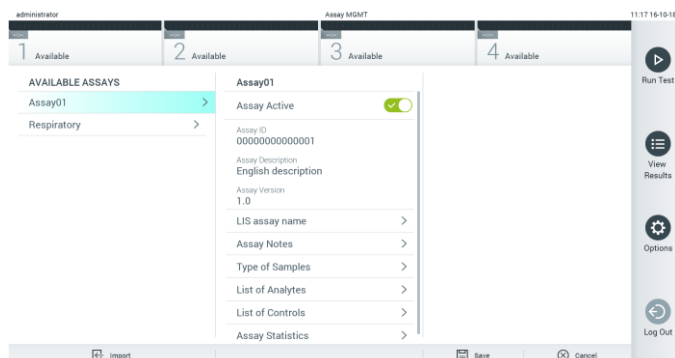 administrator Assay MGMT 11:17 16-10-18
--:-- --:-- --:-- --:--
1 Available 2 Available 3 Available 4 Available
Run Test
AVAILABLE ASSAYS
Assay01
Respiratory
Assay01
Assay Active
Assay ID
00000000000001
Assay Description
English description
Assay Version
1.0
LIS assay name
Assay Notes
Type of Samples
List of Analytes
List of Controls
Assay Statistics
View
Results
Options
Log Out
Import Save Cancel